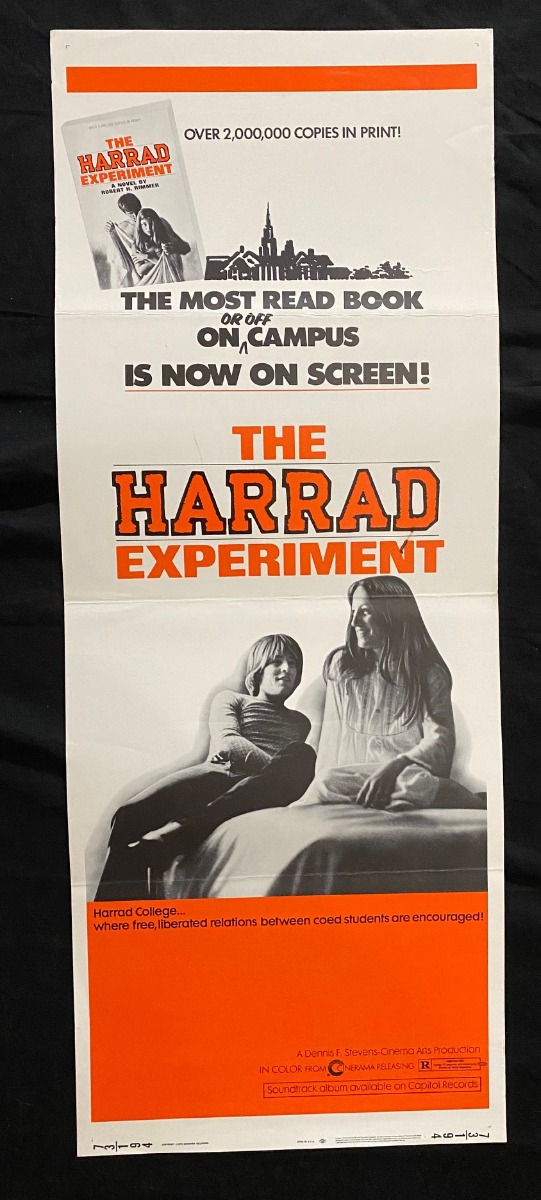 OVER 2,000,000 COPIES IN PRINT!
THE
HARRAD
EXPERIMENT
A NOVEL BY
ROBERT H. RIMMER
THE MOST READ BOOK
OR OFF
ON CAMPUS
IS NOW ON SCREEN!
THE
HARRAD
EXPERIMENT
Harrad College...
where free, liberated relations between coed students are encouraged!
A Dennis F. Stevens-Cinema Arts Production
IN COLOR FROM CINERAMA RELEASING R
Soundtrack album available on Capitol Records
73/194
73/194